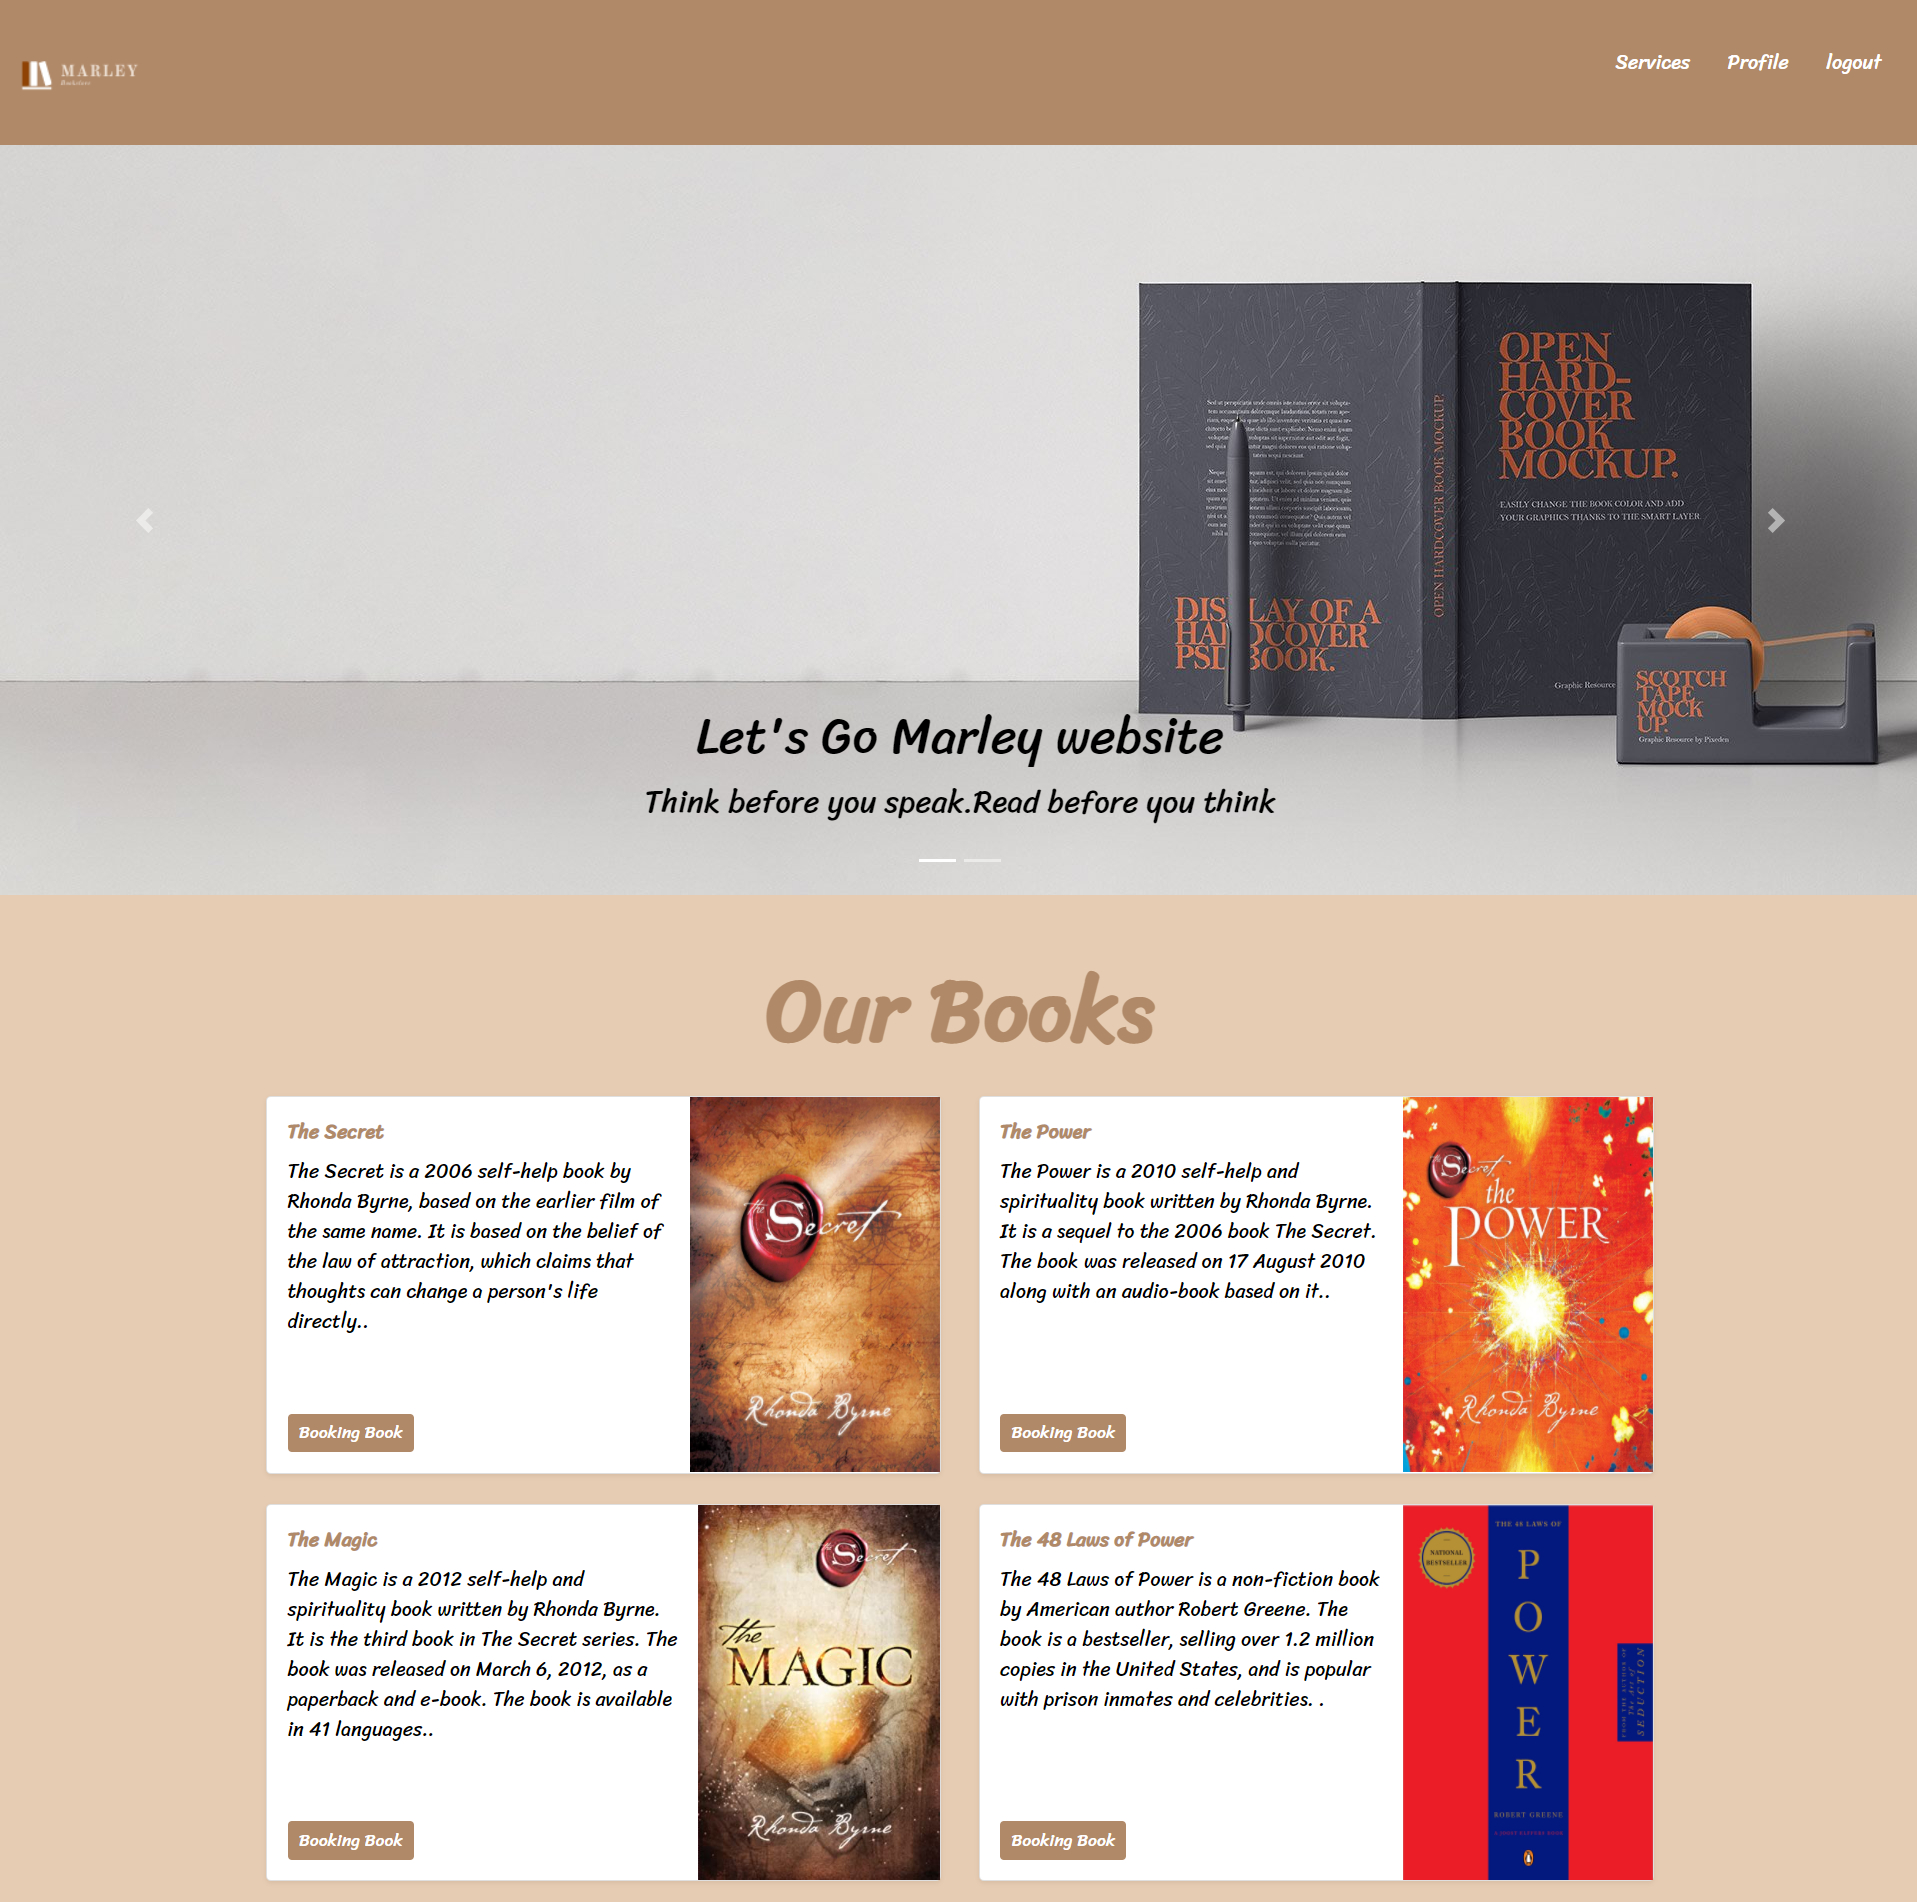 MARLEY
Bookstore
Services Profile logout
OPEN
HARD-
COVER
BOOK
MOCKUP.
EASILY CHANGE THE BOOK COLOR AND ADD
YOUR GRAPHICS THANKS TO THE SMART LAYER
OPEN HARDCOVER BOOK MOCKUP.
OF A
PSD BOOK.
Graphic Resource
SCOTCH
TAPE
MOCK
UP.
Graphic Resource by Pixeden
Let's Go Marley website
Think before you speak.Read before you think
Our Books
The Secret
The Secret is a 2006 self-help book by
Rhonda Byrne, based on the earlier film of
the same name. It is based on the belief of
the law of attraction, which claims that
thoughts can change a person's life
directly..
Booking Book
the Secret
Rhonda Byrne
The Power
The Power is a 2010 self-help and
spirituality book written by Rhonda Byrne.
It is a sequel to the 2006 book The Secret.
The book was released on 17 August 2010
along with an audio-book based on it..
Booking Book
the Secret
the
POWER
Rhonda Byrne
The Magic
The Magic is a 2012 self-help and
spirituality book written by Rhonda Byrne.
It is the third book in The Secret series. The
book was released on March 6, 2012, as a
paperback and e-book. The book is available
in 41 languages..
Booking Book
the Secret
the
MAGIC
Rhonda Byrne
The 48 Laws of Power
The 48 Laws of Power is a non-fiction book
by American author Robert Greene. The
book is a bestseller, selling over 1.2 million
copies in the United States, and is popular
with prison inmates and celebrities. .
Booking Book
THE 48 LAWS OF
NATIONAL
BESTSELLER
P
O
W
E
R
FROM THE AUTHOR OF
The Art of
SEDUCTION
ROBERT GREENE